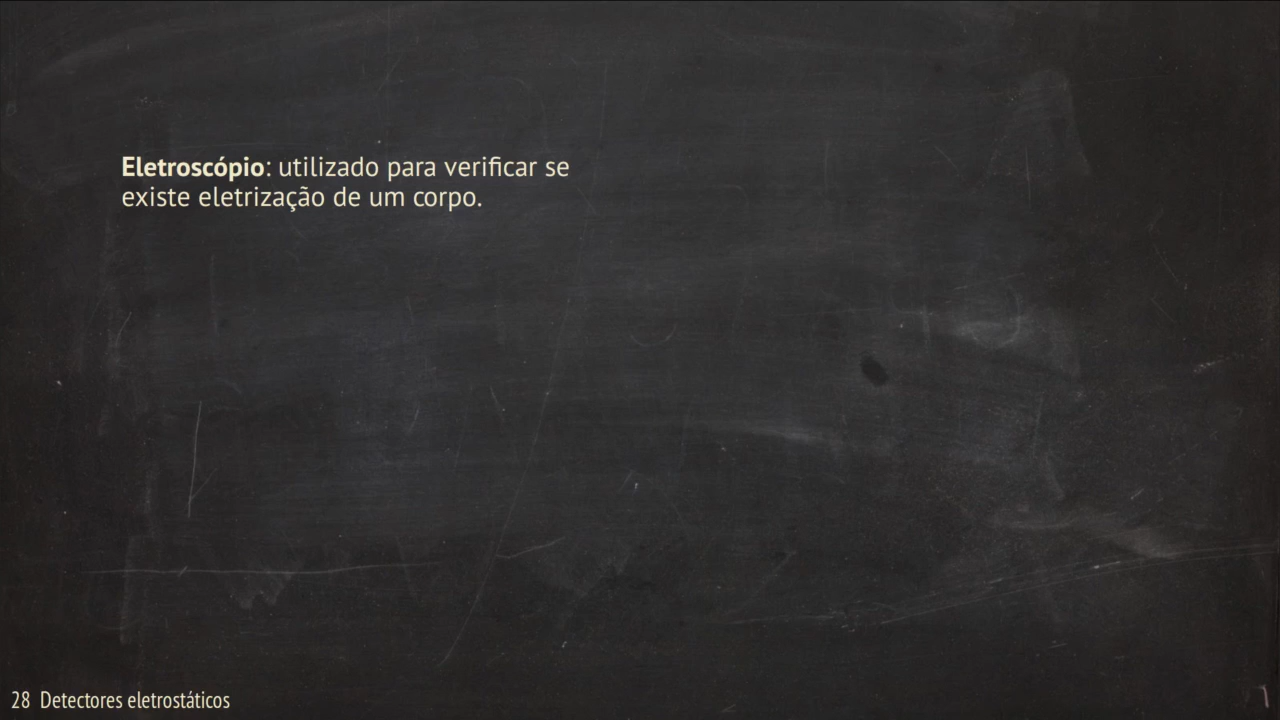 Eletroscópio: utilizado para verificar se
existe eletrização de um corpo.
28 Detectores eletrostáticos